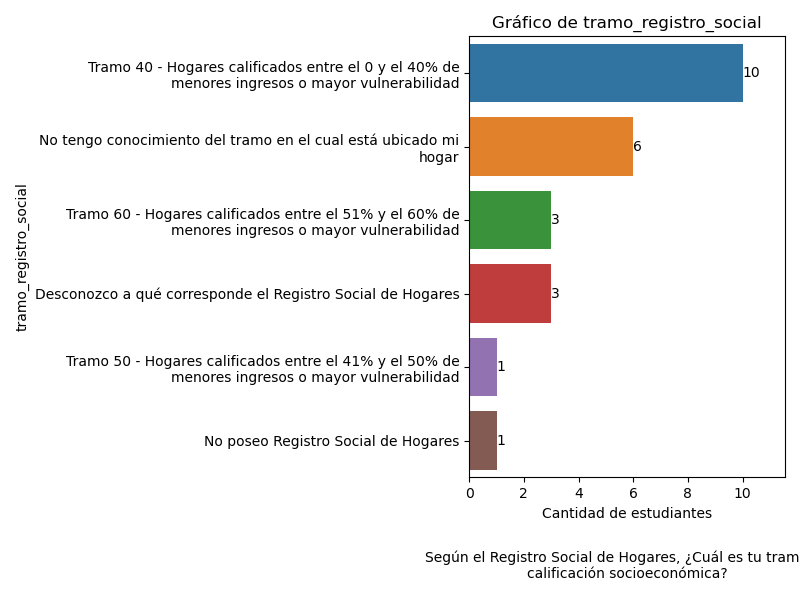 Gráfico de tramo_registro_social
Tramo 40 - Hogares calificados entre el 0 y el 40% de
menores ingresos o mayor vulnerabilidad
10
No tengo conocimiento del tramo en el cual está ubicado mi
hogar
6
Tramo 60 - Hogares calificados entre el 51% y el 60% de
menores ingresos o mayor vulnerabilidad
3
Desconozco a qué corresponde el Registro Social de Hogares
3
Tramo 50 - Hogares calificados entre el 41% y el 50% de
menores ingresos o mayor vulnerabilidad
1
No poseo Registro Social de Hogares
1
tramo_registro_social
0 2 4 6 8 10
Cantidad de estudiantes
Según el Registro Social de Hogares, ¿Cuál es tu tram
calificación socioeconómica?